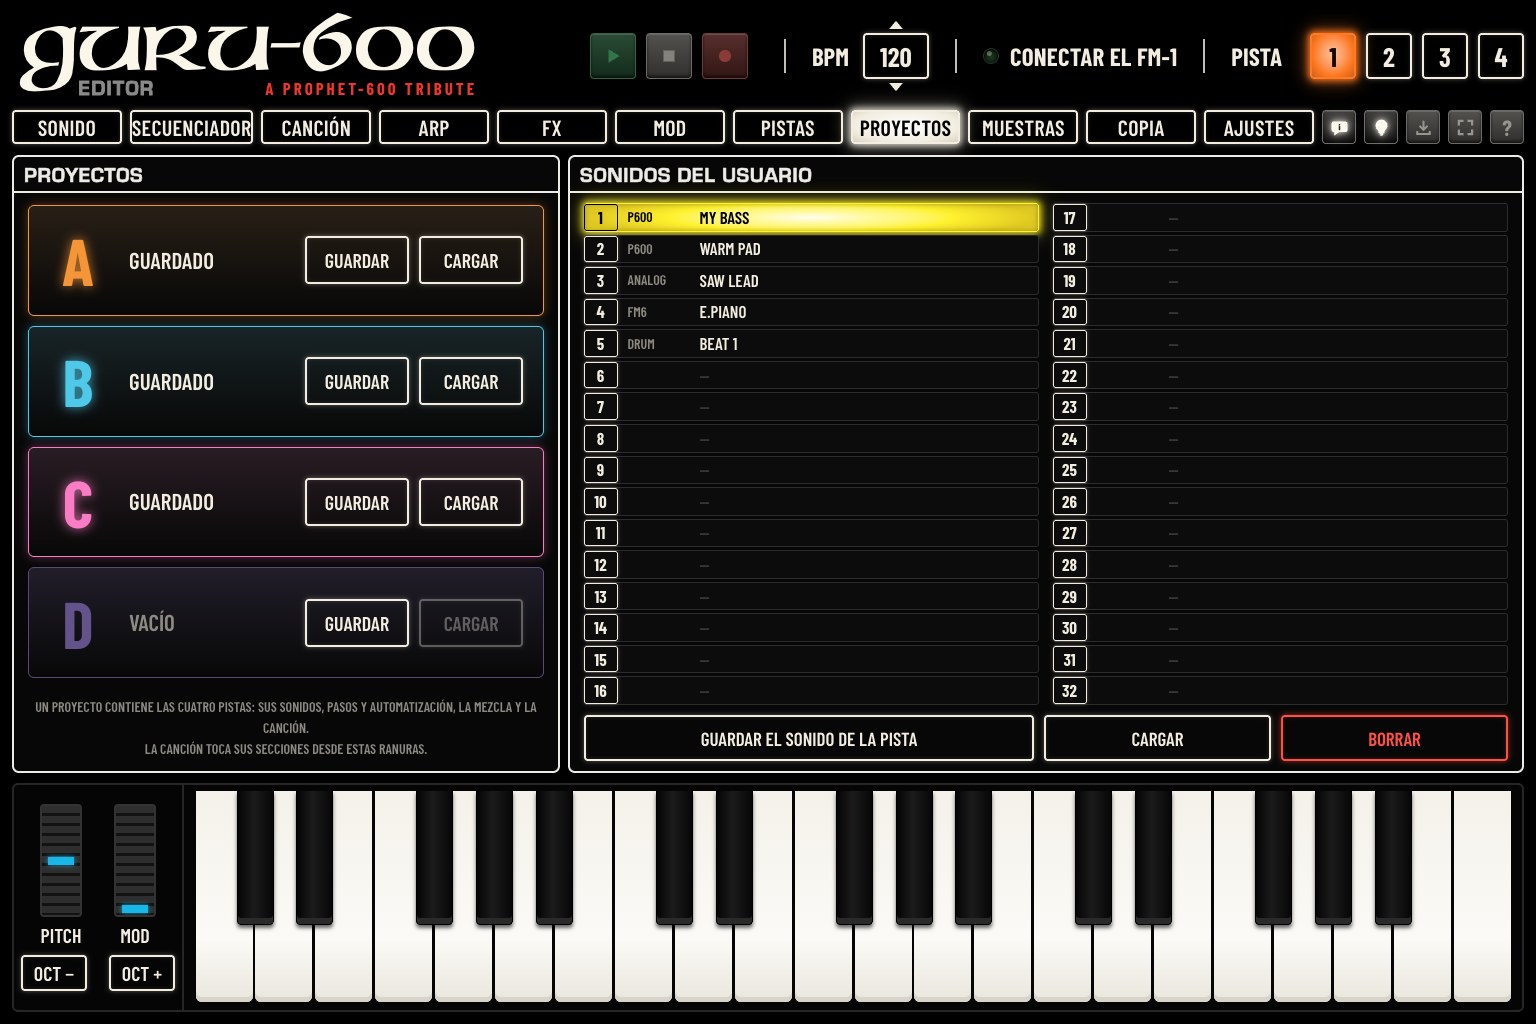 guru-600
EDITOR
A PROPHET-600 TRIBUTE
BPM
120
CONECTAR EL FM-1
PISTA
1
2
3
4
SONIDO
SECUENCIADOR
CANCIÓN
ARP
FX
MOD
PISTAS
PROYECTOS
MUESTRAS
COPIA
AJUSTES
?
PROYECTOS
A
GUARDADO
GUARDAR
CARGAR
B
GUARDADO
GUARDAR
CARGAR
C
GUARDADO
GUARDAR
CARGAR
D
VACÍO
GUARDAR
CARGAR
UN PROYECTO CONTIENE LAS CUATRO PISTAS: SUS SONIDOS, PASOS Y AUTOMATIZACIÓN, LA MEZCLA Y LA
CANCIÓN.
LA CANCIÓN TOCA SUS SECCIONES DESDE ESTAS RANURAS.
SONIDOS DEL USUARIO
1 P600 MY BASS
2 P600 WARM PAD
3 ANALOG SAW LEAD
4 FM6 E.PIANO
5 DRUM BEAT 1
6 –
7 –
8 –
9 –
10 –
11 –
12 –
13 –
14 –
15 –
16 –
17 –
18 –
19 –
20 –
21 –
22 –
23 –
24 –
25 –
26 –
27 –
28 –
29 –
30 –
31 –
32 –
GUARDAR EL SONIDO DE LA PISTA
CARGAR
BORRAR
PITCH
MOD
OCT –
OCT +